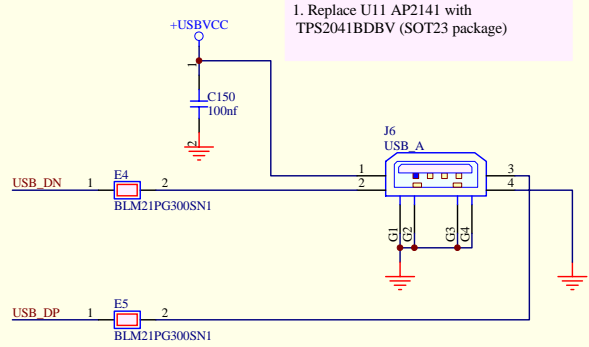 1. Replace U11 AP2141 with
TPS2041BDBV (SOT23 package)
+USBVCC
1
C150
100nf
2
J6
USB_A
1
2
3
4
G1
G2
G3
G4
USB_DN
1
E4
2
BLM21PG300SN1
USB_DP
1
E5
2
BLM21PG300SN1